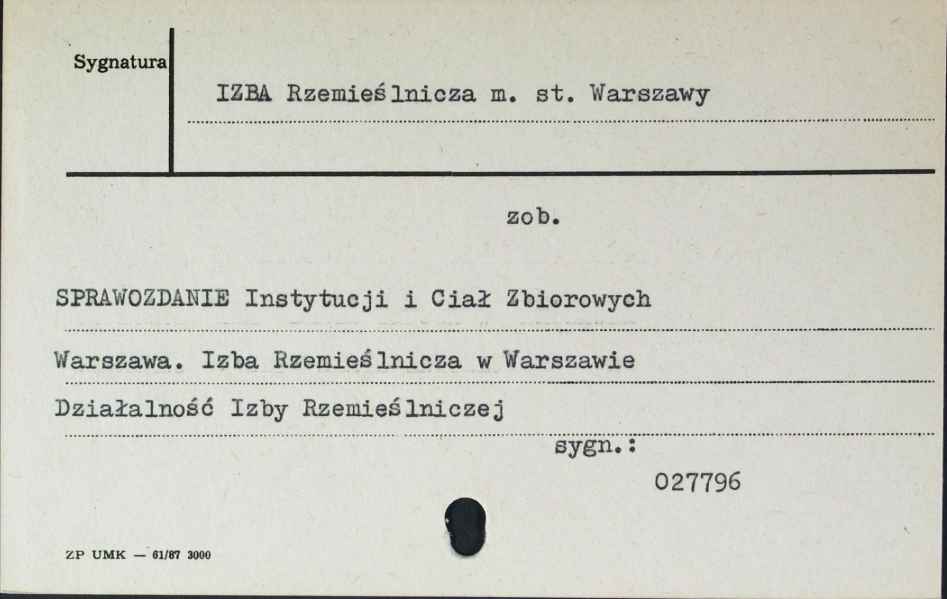 Sygnatura
IZBA Rzemieślnicza m. st. Warszawy
zob.
SPRAWOZDANIE Instytucji i Ciał Zbiorowych
Warszawa. Izba Rzemieślnicza w Warszawie
Działalność Izby Rzemieślniczej
sygn.:
027796
ZP UMK — 61/87 3000